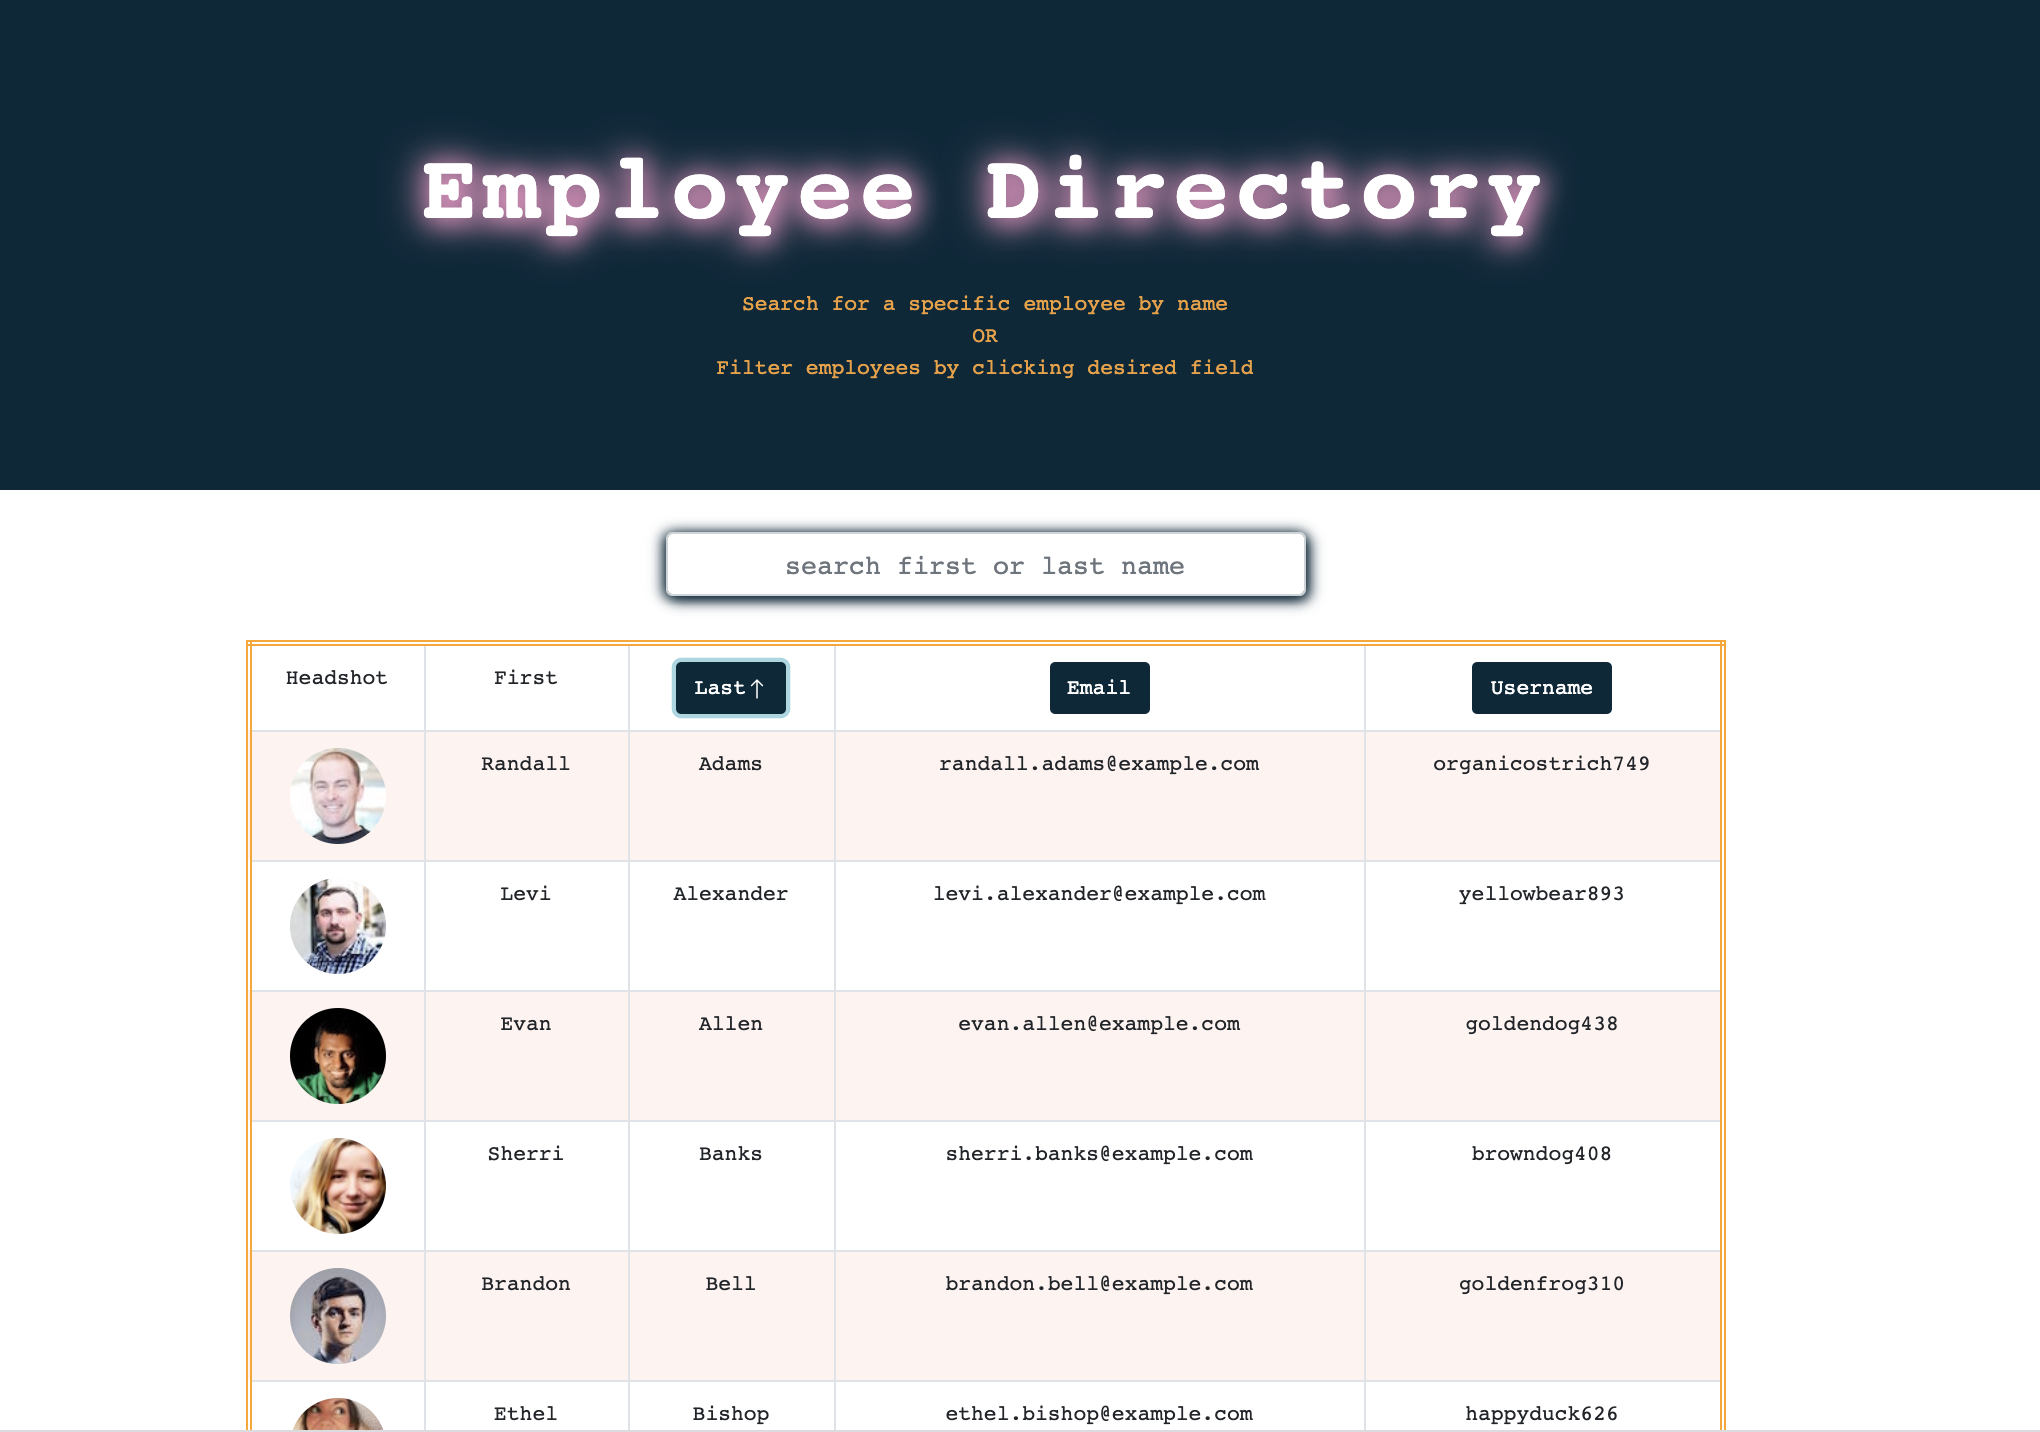 Employee Directory
Search for a specific employee by name
OR
Filter employees by clicking desired field
search first or last name
Headshot First Last↑ Email Username
Randall Adams randall.adams@example.com organicostrich749
Levi Alexander levi.alexander@example.com yellowbear893
Evan Allen evan.allen@example.com goldendog438
Sherri Banks sherri.banks@example.com browndog408
Brandon Bell brandon.bell@example.com goldenfrog310
Ethel Bishop ethel.bishop@example.com happyduck626